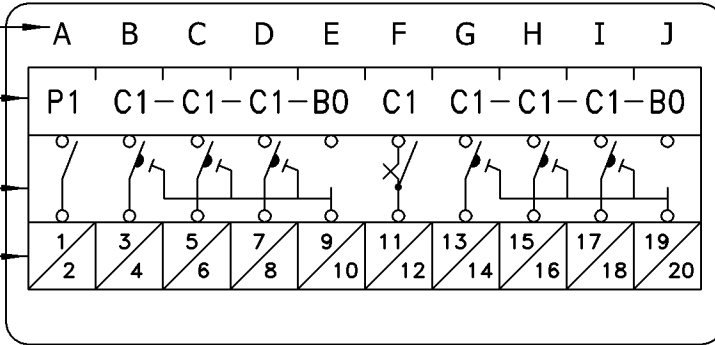 A B C D E F G H I J
P1 C1-C1-C1-B0 C1 C1-C1-C1-B0
1 3 5 7 9 11 13 15 17 19
2 4 6 8 10 12 14 16 18 20